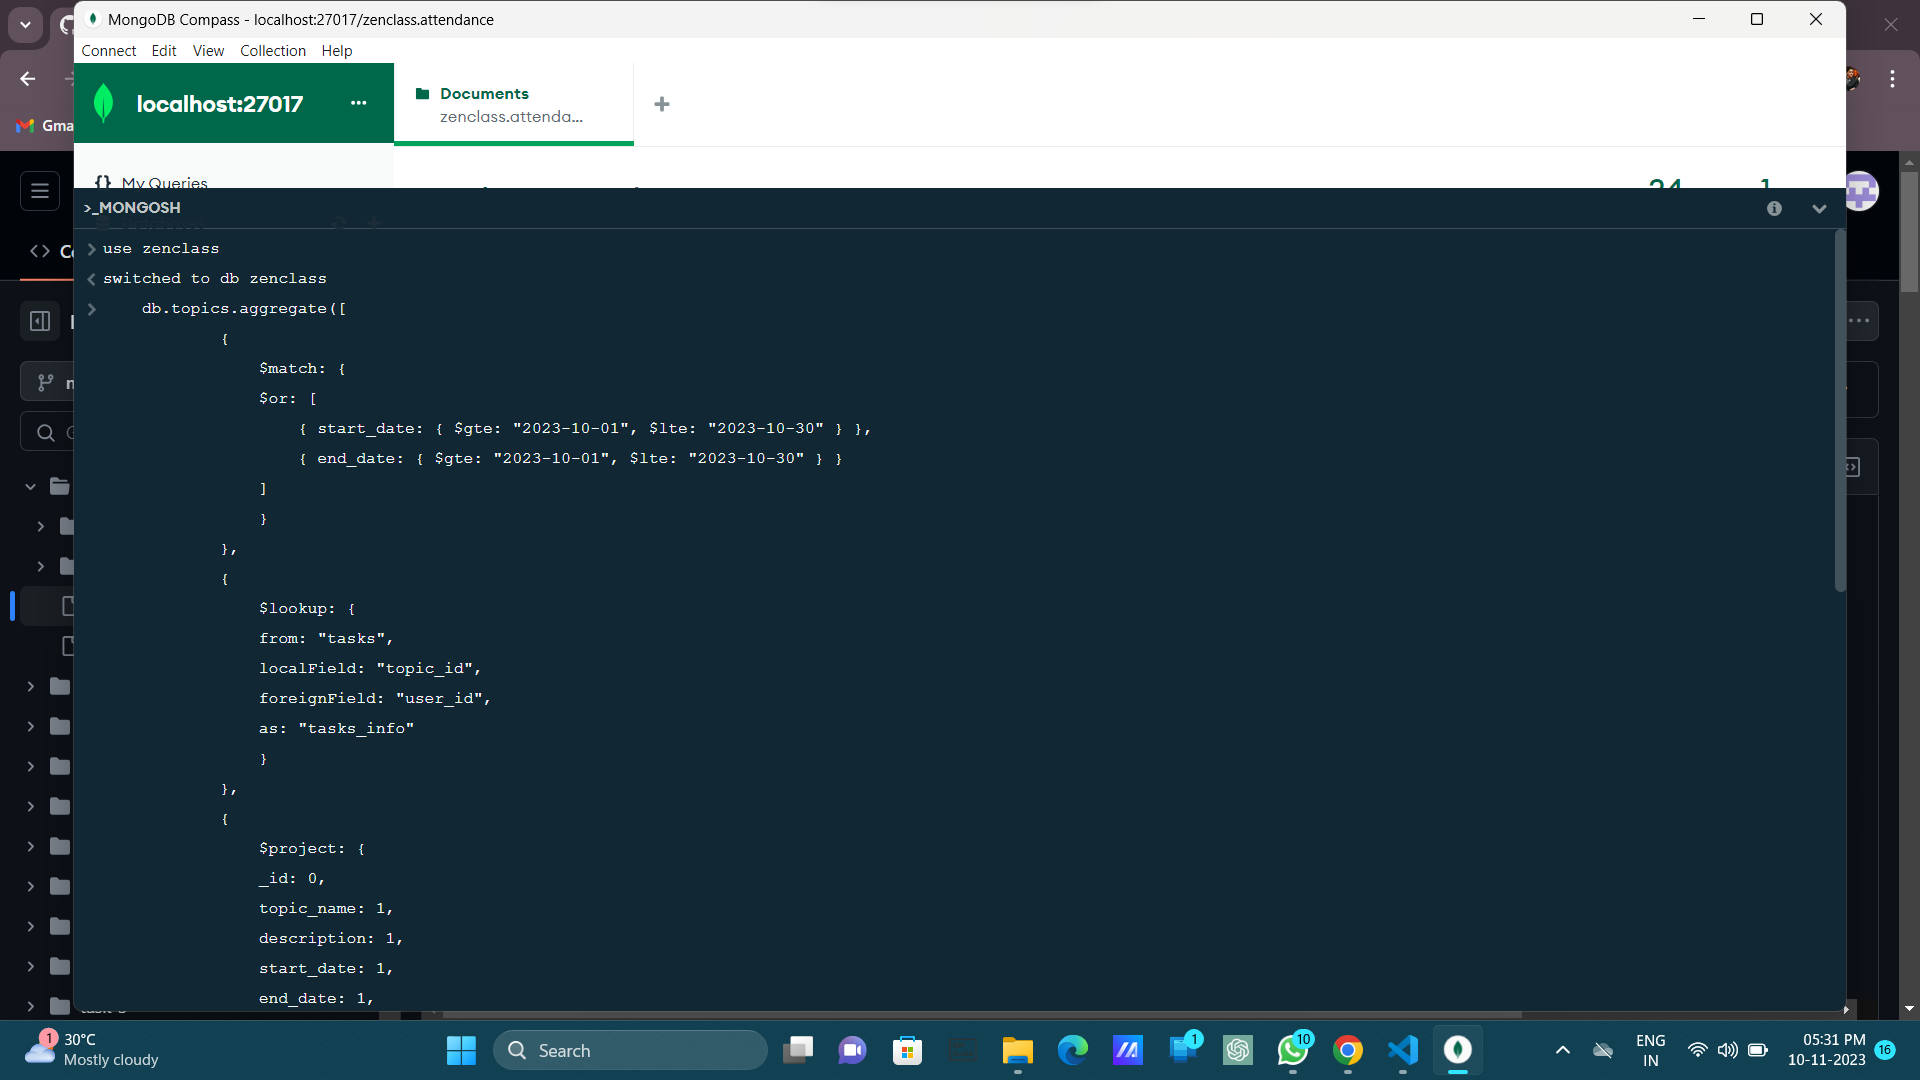 MongoDB Compass - localhost:27017/zenclass.attendance
Connect Edit View Collection Help
localhost:27017
Documents
zenclass.attenda...
Gma
My Queries
>_MONGOSH
use zenclass
switched to db zenclass
db.topics.aggregate([
{
$match: {
$or: [
{ start_date: { $gte: "2023-10-01", $lte: "2023-10-30" } },
{ end_date: { $gte: "2023-10-01", $lte: "2023-10-30" } }
]
}
},
{
$lookup: {
from: "tasks",
localField: "topic_id",
foreignField: "user_id",
as: "tasks_info"
}
},
{
$project: {
_id: 0,
topic_name: 1,
description: 1,
start_date: 1,
end_date: 1,
1
30°C
Mostly cloudy
Search
1
10
ENG
IN
05:31 PM
10-11-2023
16